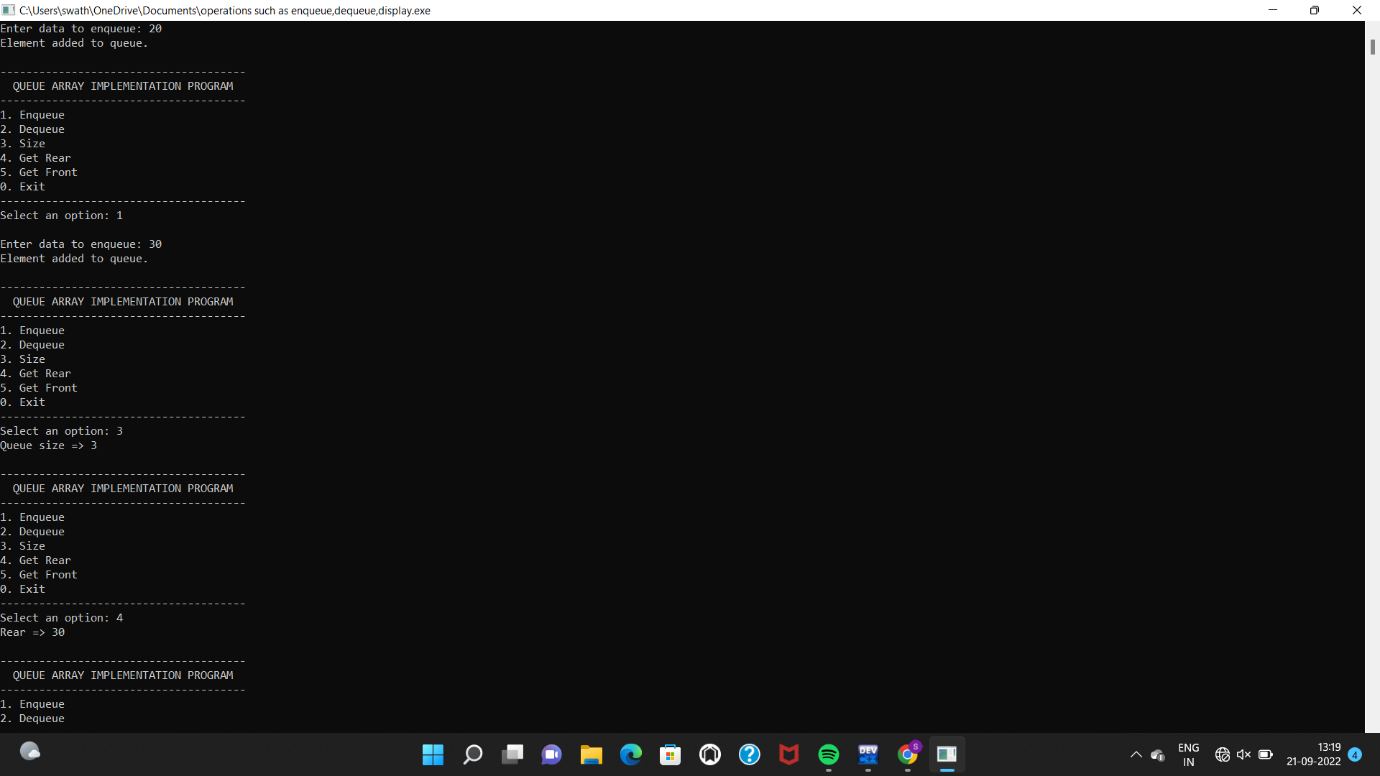 C:\Users\swath\OneDrive\Documents\operations such as enqueue,dequeue,display.exe
Enter data to enqueue: 20
Element added to queue.
--------------------------------------
QUEUE ARRAY IMPLEMENTATION PROGRAM
--------------------------------------
1. Enqueue
2. Dequeue
3. Size
4. Get Rear
5. Get Front
0. Exit
--------------------------------------
Select an option: 1
Enter data to enqueue: 30
Element added to queue.
--------------------------------------
QUEUE ARRAY IMPLEMENTATION PROGRAM
--------------------------------------
1. Enqueue
2. Dequeue
3. Size
4. Get Rear
5. Get Front
0. Exit
--------------------------------------
Select an option: 3
Queue size => 3
--------------------------------------
QUEUE ARRAY IMPLEMENTATION PROGRAM
--------------------------------------
1. Enqueue
2. Dequeue
3. Size
4. Get Rear
5. Get Front
0. Exit
--------------------------------------
Select an option: 4
Rear => 30
--------------------------------------
QUEUE ARRAY IMPLEMENTATION PROGRAM
--------------------------------------
1. Enqueue
2. Dequeue
DEV
C++
S
ENG
IN
13:19
21-09-2022
4